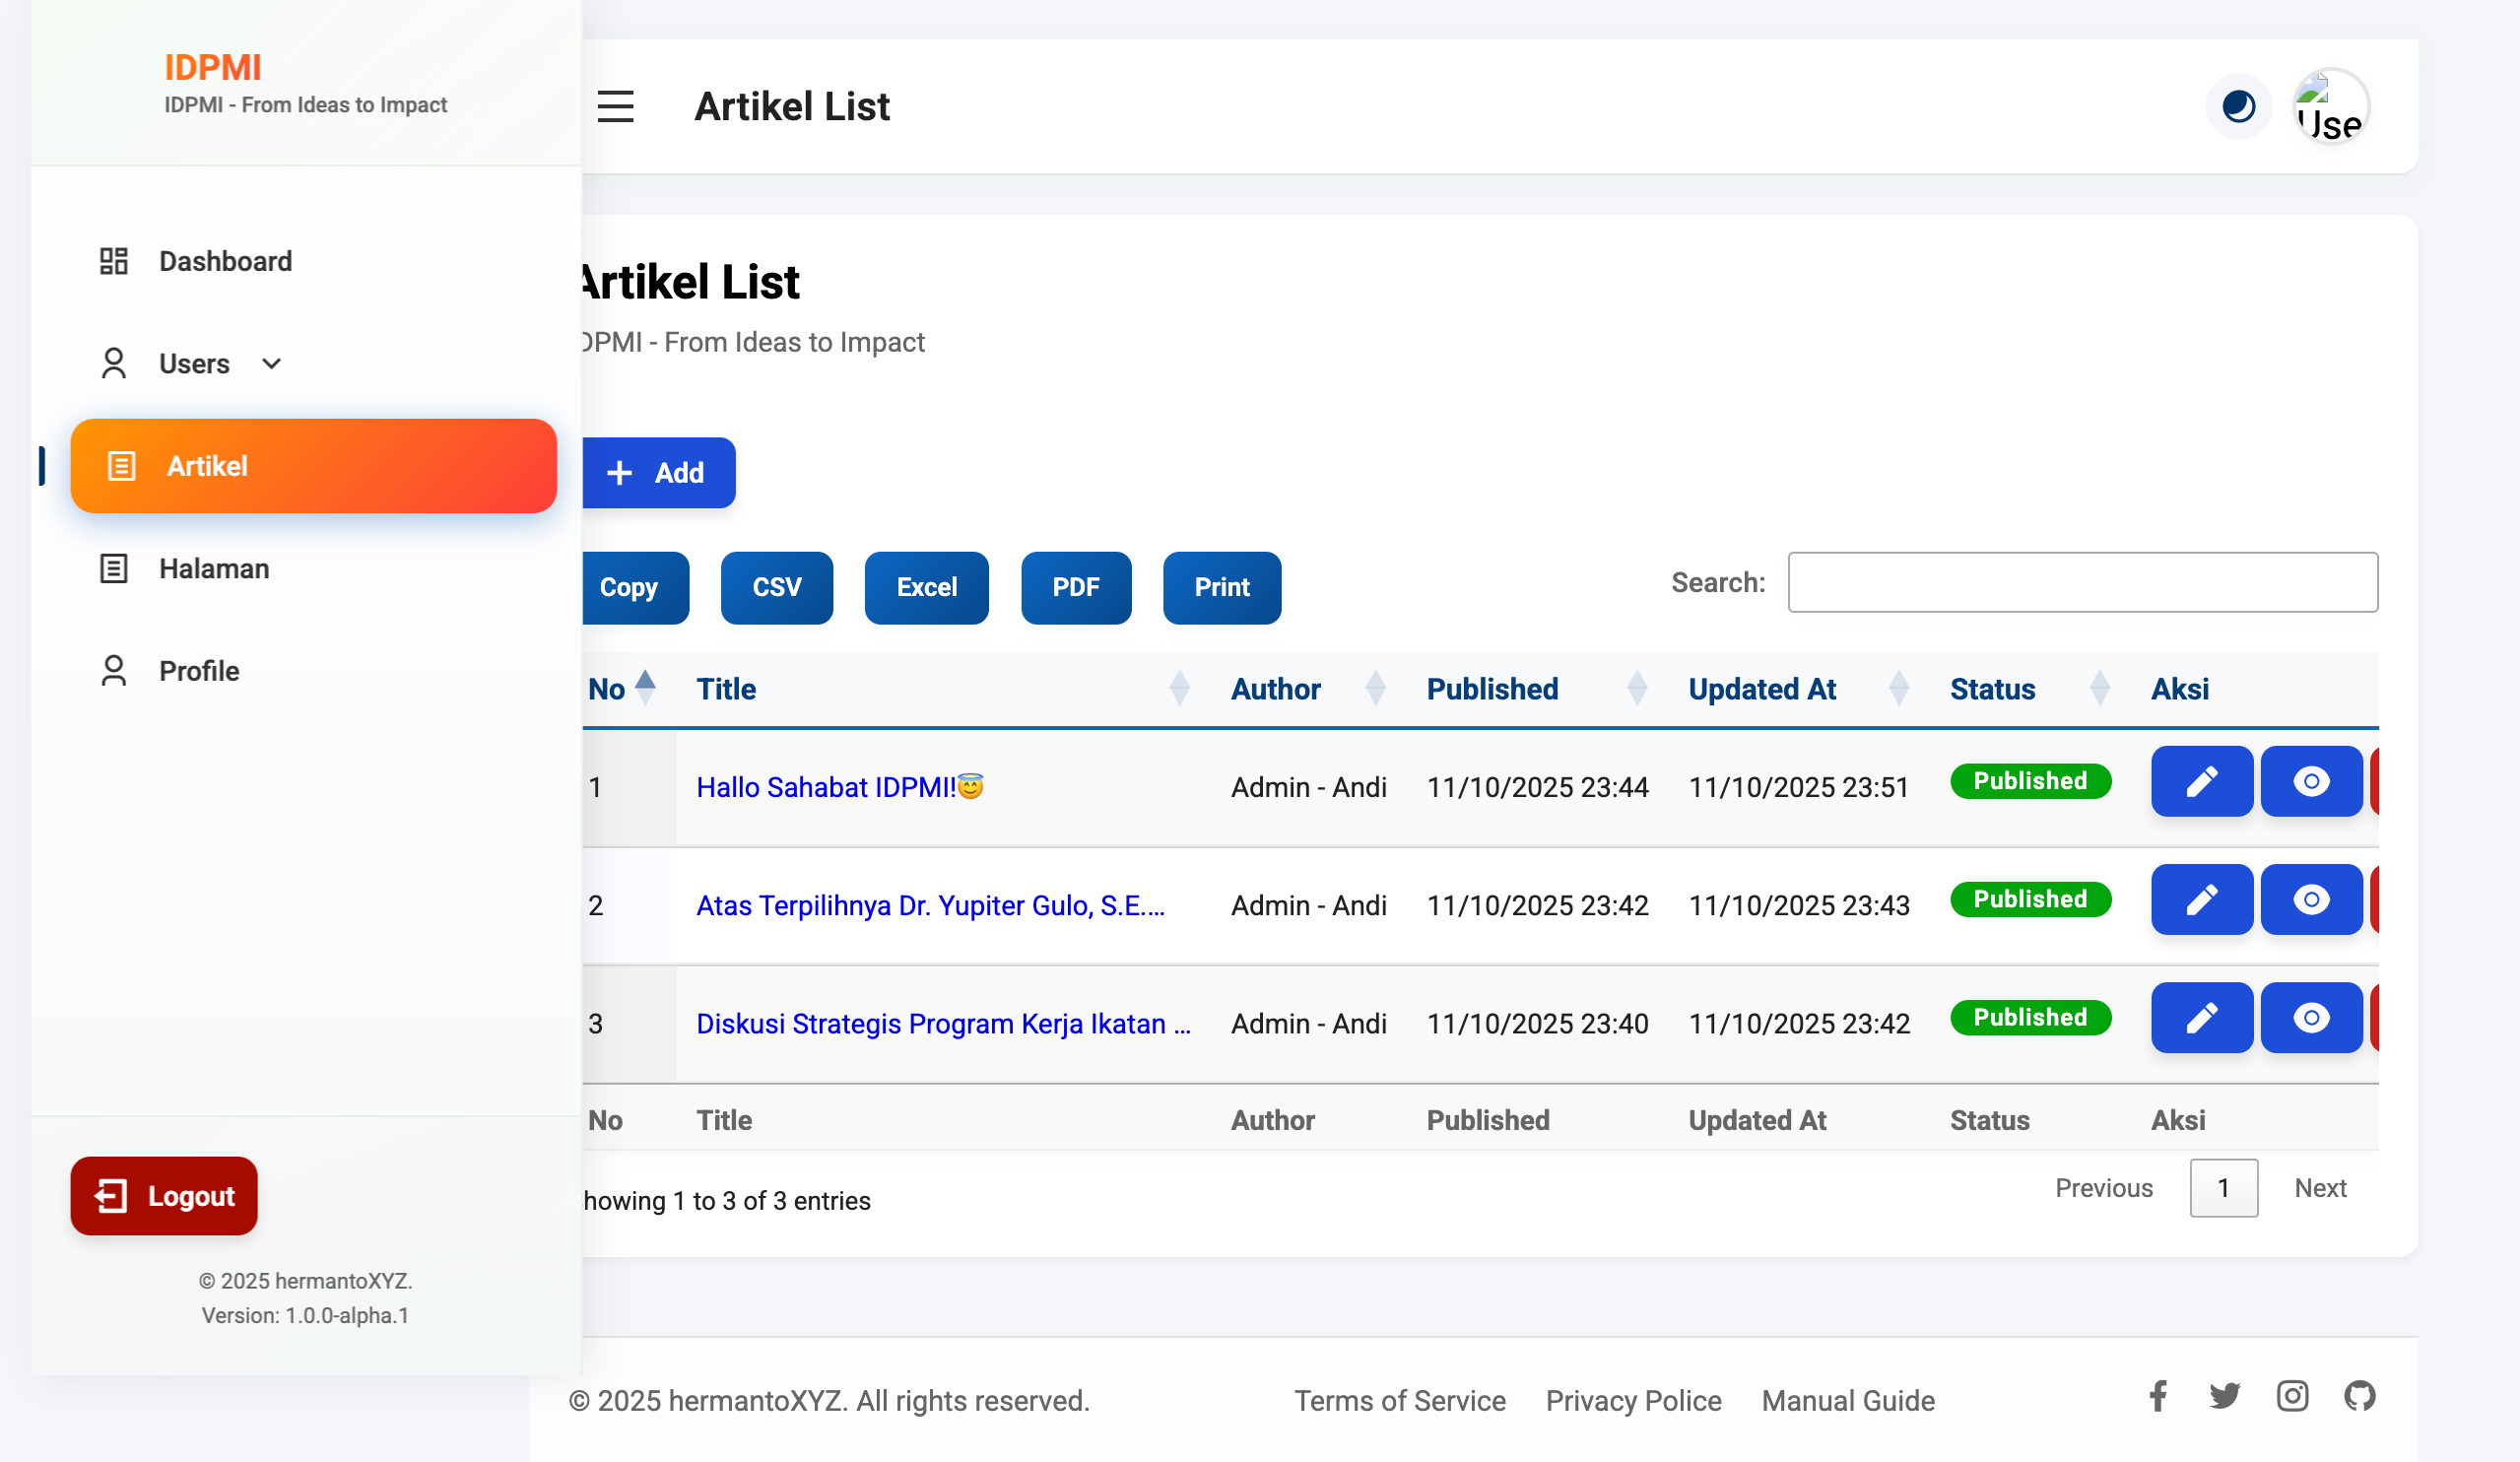 IDPMI
IDPMI - From Ideas to Impact
Dashboard
Users
Artikel
Halaman
Profile
Logout
© 2025 hermantoXYZ.
Version: 1.0.0-alpha.1
Artikel List
Use
Artikel List
DPMI - From Ideas to Impact
+ Add
Copy CSV Excel PDF Print
Search:
No Title Author Published Updated At Status Aksi
1 Hallo Sahabat IDPMI!😇 Admin - Andi 11/10/2025 23:44 11/10/2025 23:51 Published
2 Atas Terpilihnya Dr. Yupiter Gulo, S.E.... Admin - Andi 11/10/2025 23:42 11/10/2025 23:43 Published
3 Diskusi Strategis Program Kerja Ikatan ... Admin - Andi 11/10/2025 23:40 11/10/2025 23:42 Published
No Title Author Published Updated At Status Aksi
howing 1 to 3 of 3 entries
Previous 1 Next
© 2025 hermantoXYZ. All rights reserved.
Terms of Service Privacy Police Manual Guide